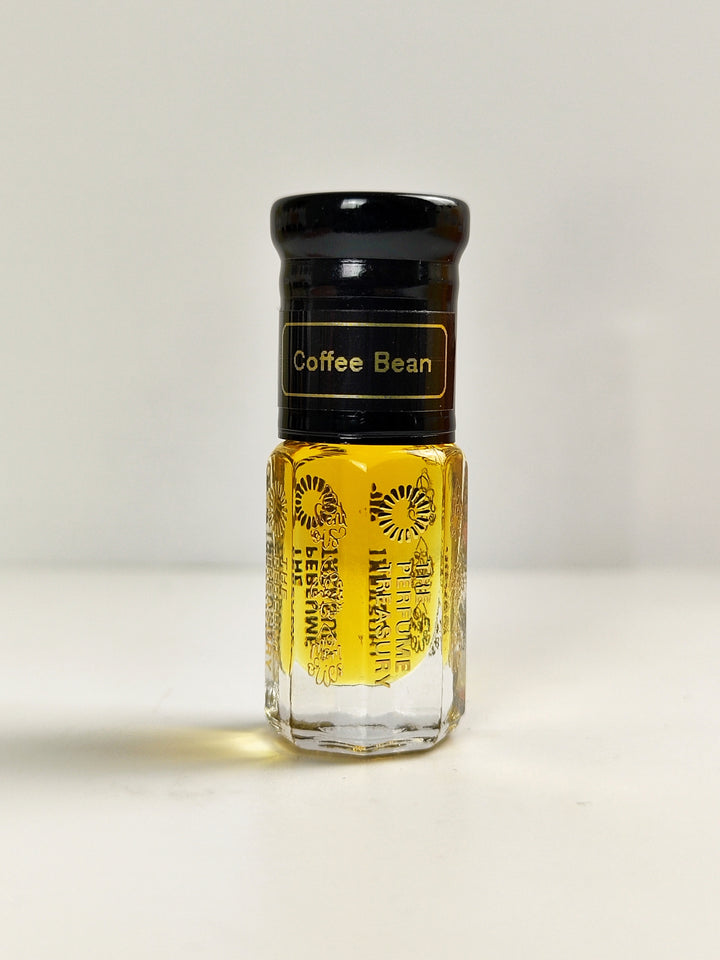 Coffee Bean
THE
PERFUME
TREASURY